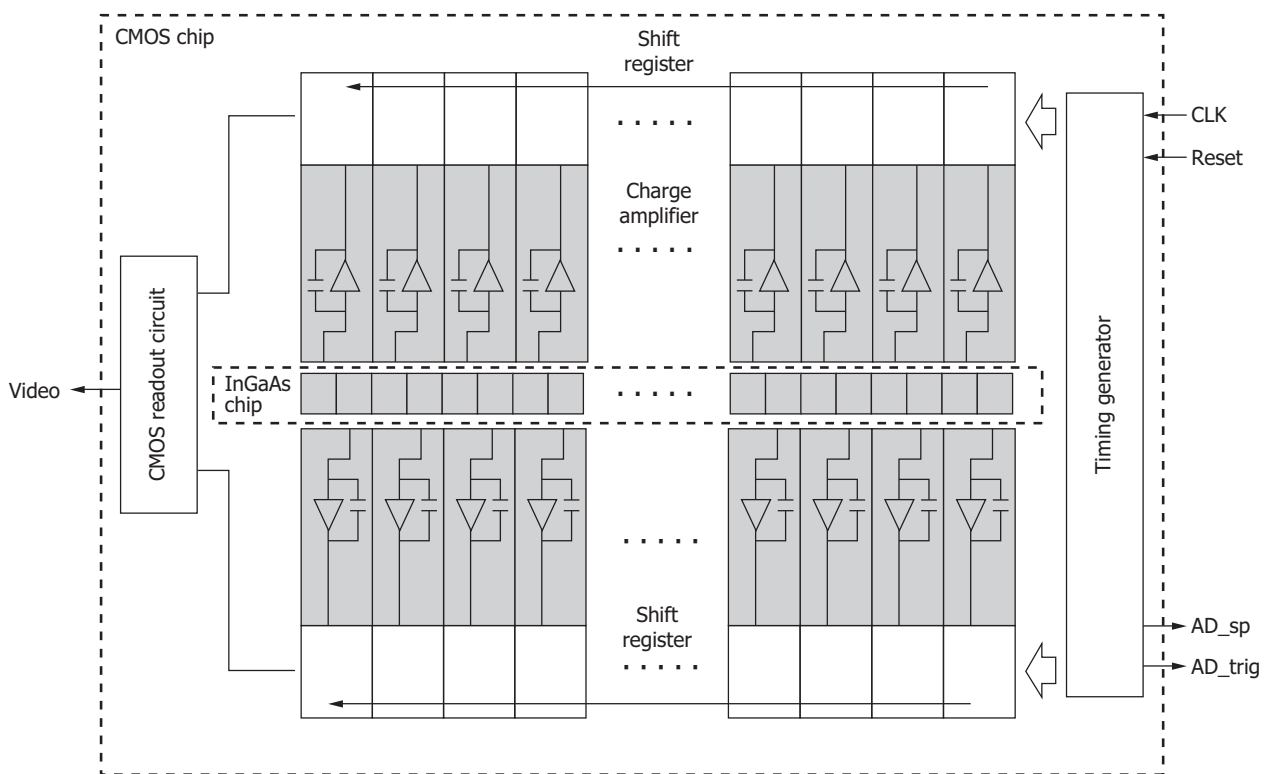 CMOS chip
Shift
register
CLK
Reset
Charge
amplifier
CMOS readout circuit
Video
InGaAs
chip
Timing generator
Shift
register
AD_sp
AD_trig